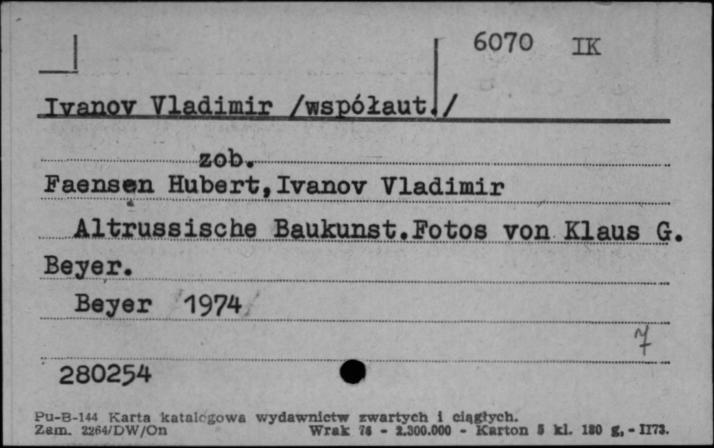 6070 IK
Ivanov Vladimir /współaut./
zob.
Faensen Hubert, Ivanov Vladimir
Altrussische Baukunst. Fotos von Klaus G.
Beyer.
Beyer 1974
7
280254
Pu-B-144 Karta katalogowa wydawnictw zwartych i ciągłych.
Zam. 2264/DW/On Wrak 76 - 2.300.000 - Karton 5 kl. 180 g, - II73.